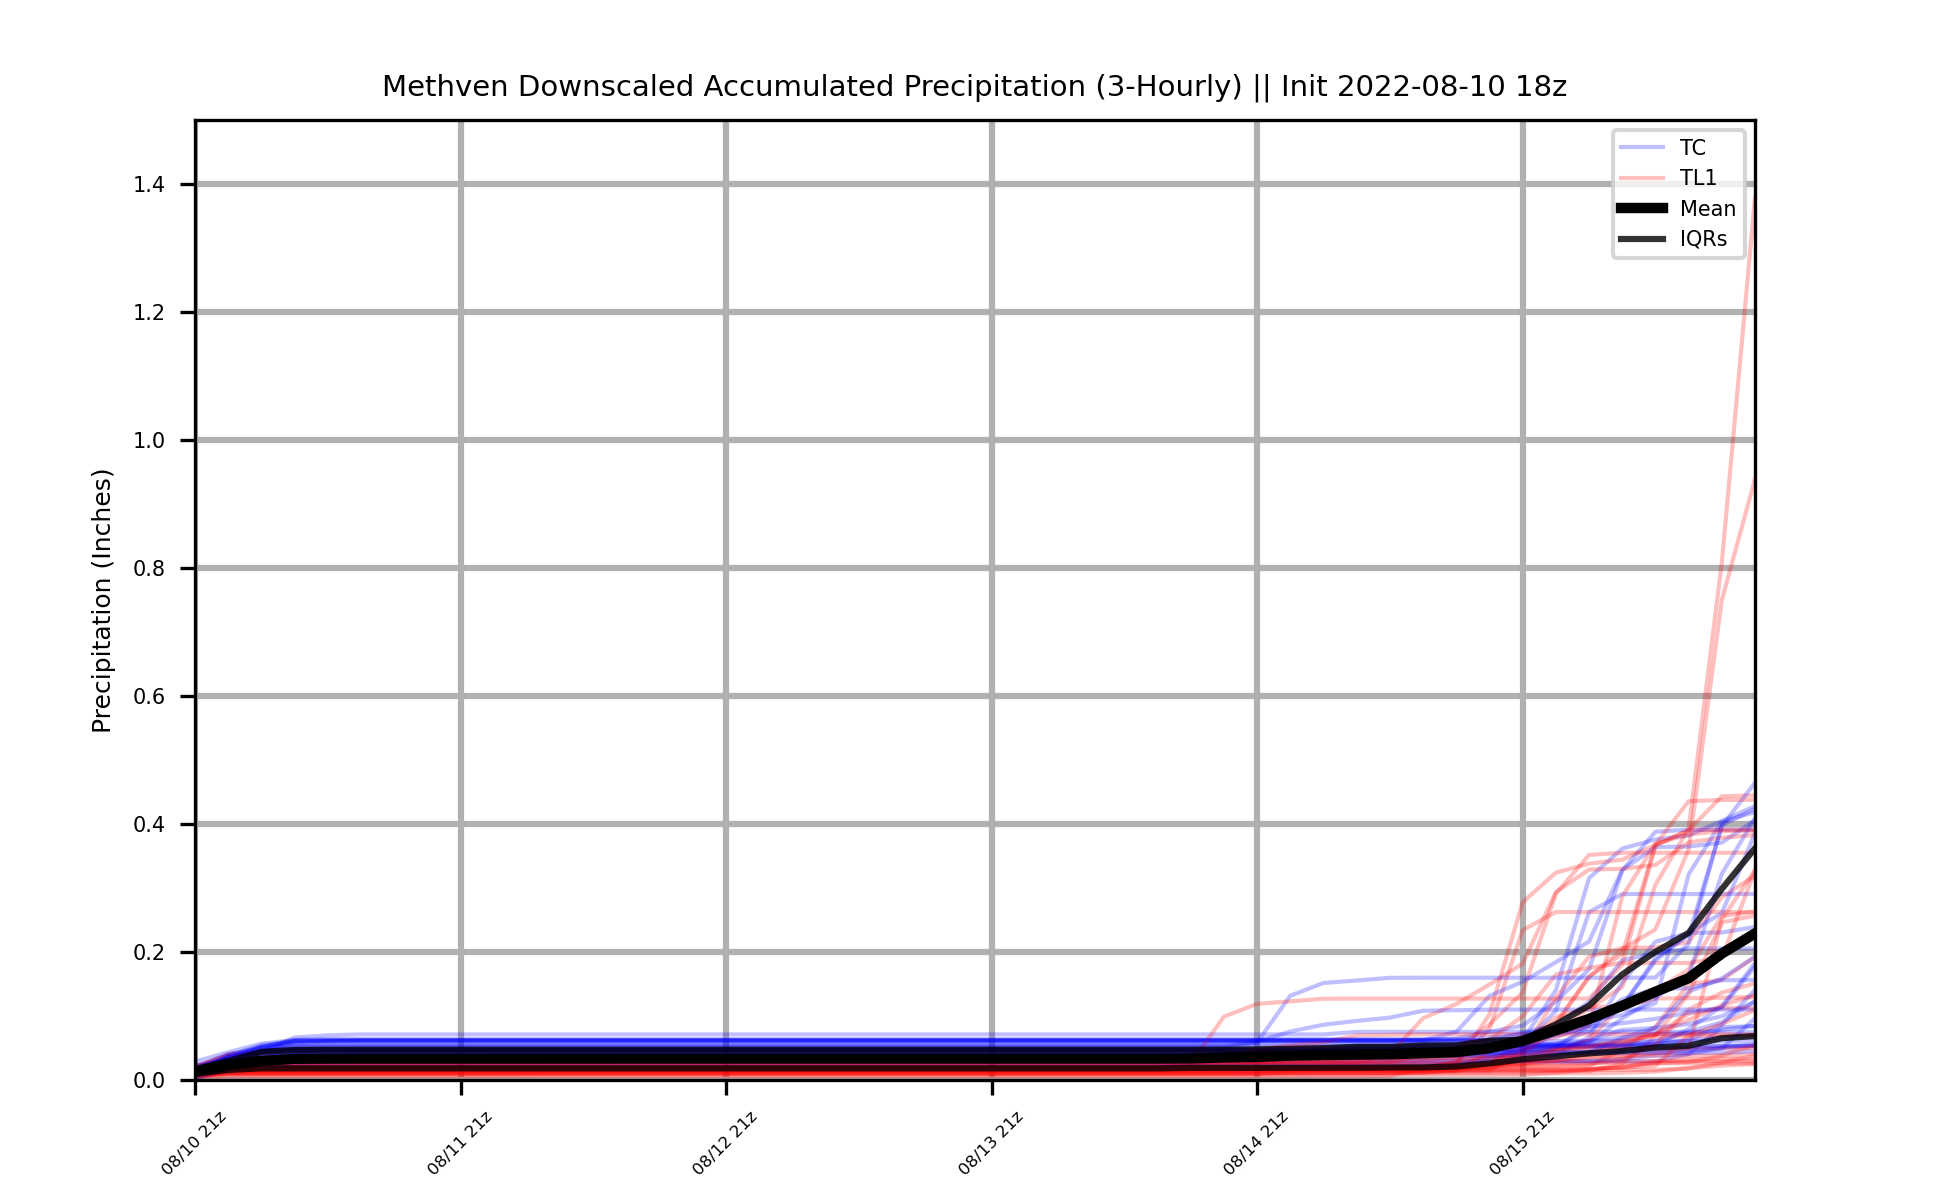 Methven Downscaled Accumulated Precipitation (3-Hourly) || Init 2022-08-10 18z
TC
TL1
Mean
IQRs
Precipitation (Inches)
1.4
1.2
1.0
0.8
0.6
0.4
0.2
0.0
08/10 21z
08/11 21z
08/12 21z
08/13 21z
08/14 21z
08/15 21z